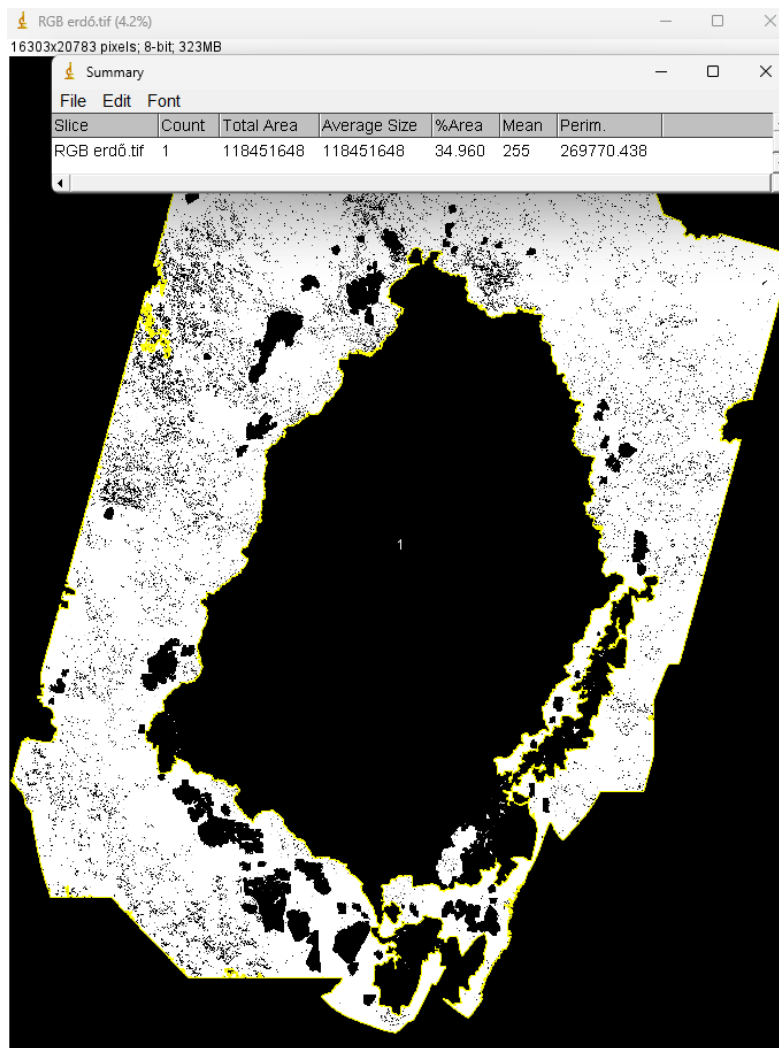 RGB erdő.tif (4.2%)
16303x20783 pixels; 8-bit; 323MB
Summary
File Edit Font
Slice Count Total Area Average Size %Area Mean Perim.
RGB erdő.tif 1 118451648 118451648 34.960 255 269770.438
1